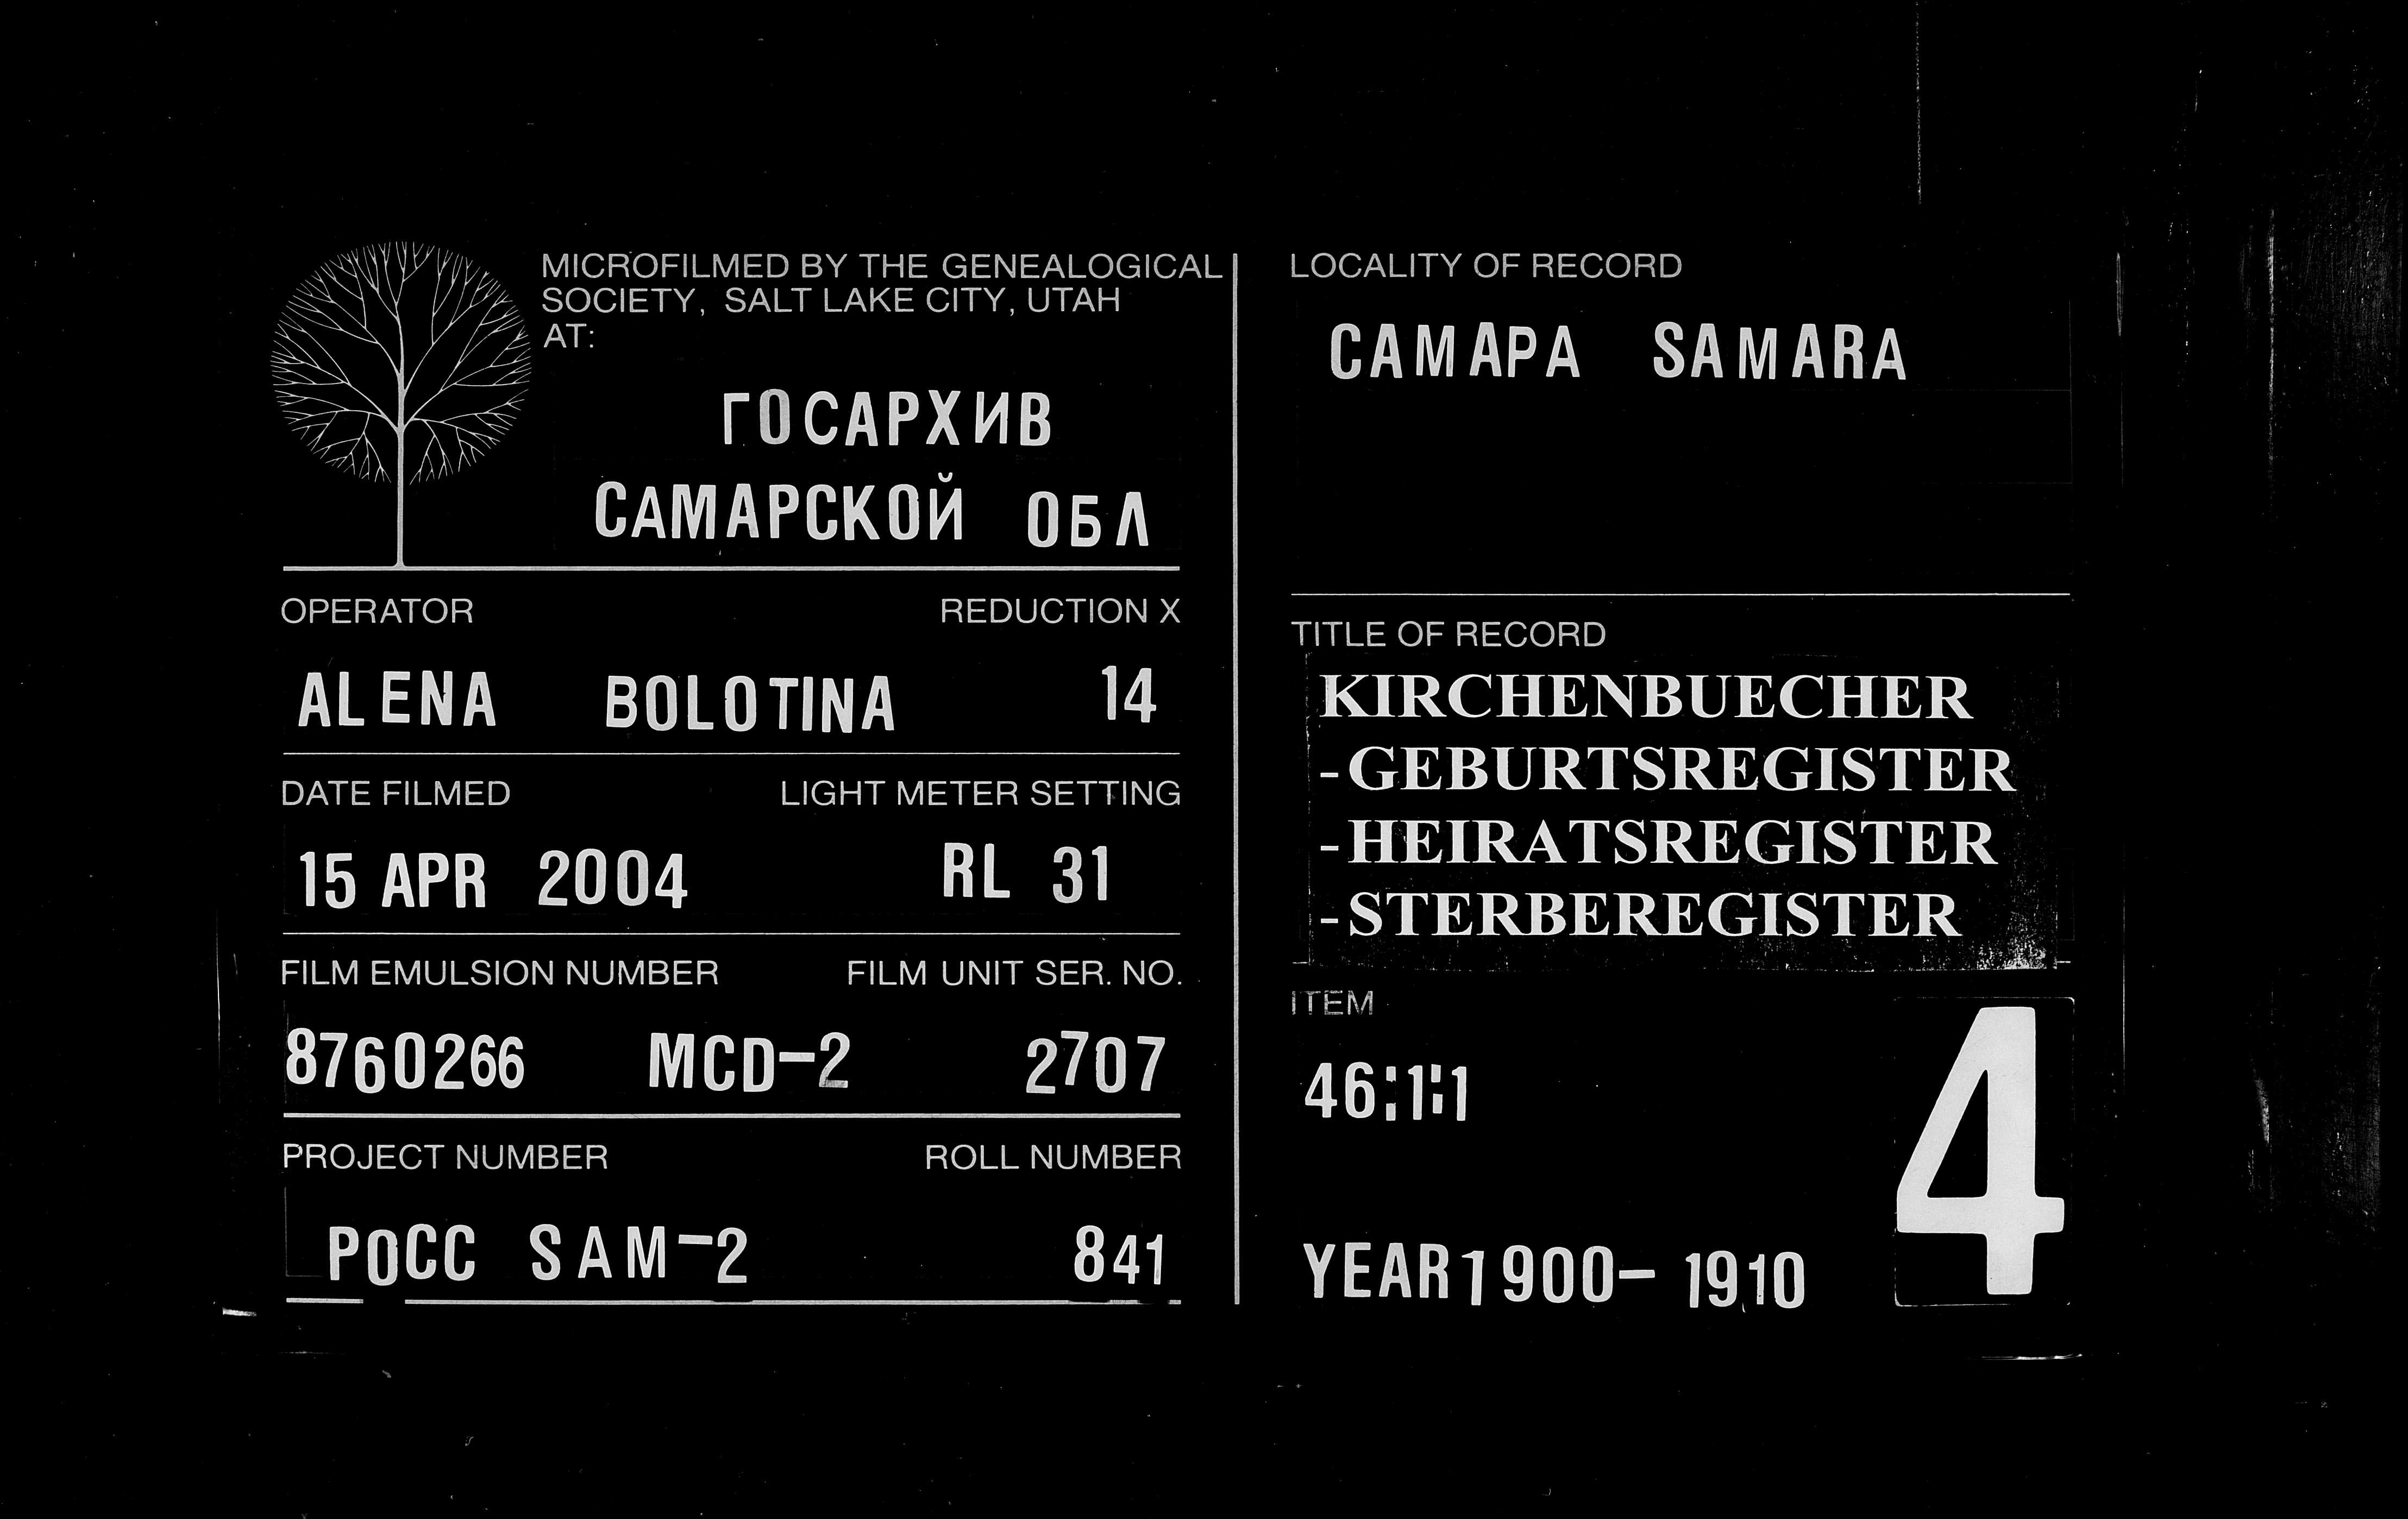 MICROFILMED BY THE GENEALOGICAL
SOCIETY, SALT LAKE CITY, UTAH
AT:
ГОСАРХИВ
САМАРСКОЙ ОБЛ
OPERATOR REDUCTION X
ALENA BOLOTINA 14
DATE FILMED LIGHT METER SETTING
15 APR 2004 RL 31
FILM EMULSION NUMBER FILM UNIT SER. NO.
8760266 MCD-2 2707
PROJECT NUMBER ROLL NUMBER
РОСС SAM-2 841
LOCALITY OF RECORD
САМАРА SAMARA
TITLE OF RECORD
KIRCHENBUECHER
-GEBURTSREGISTER
-HEIRATSREGISTER
-STERBEREGISTER
ITEM
46:1:1
4
YEAR 1900-1910